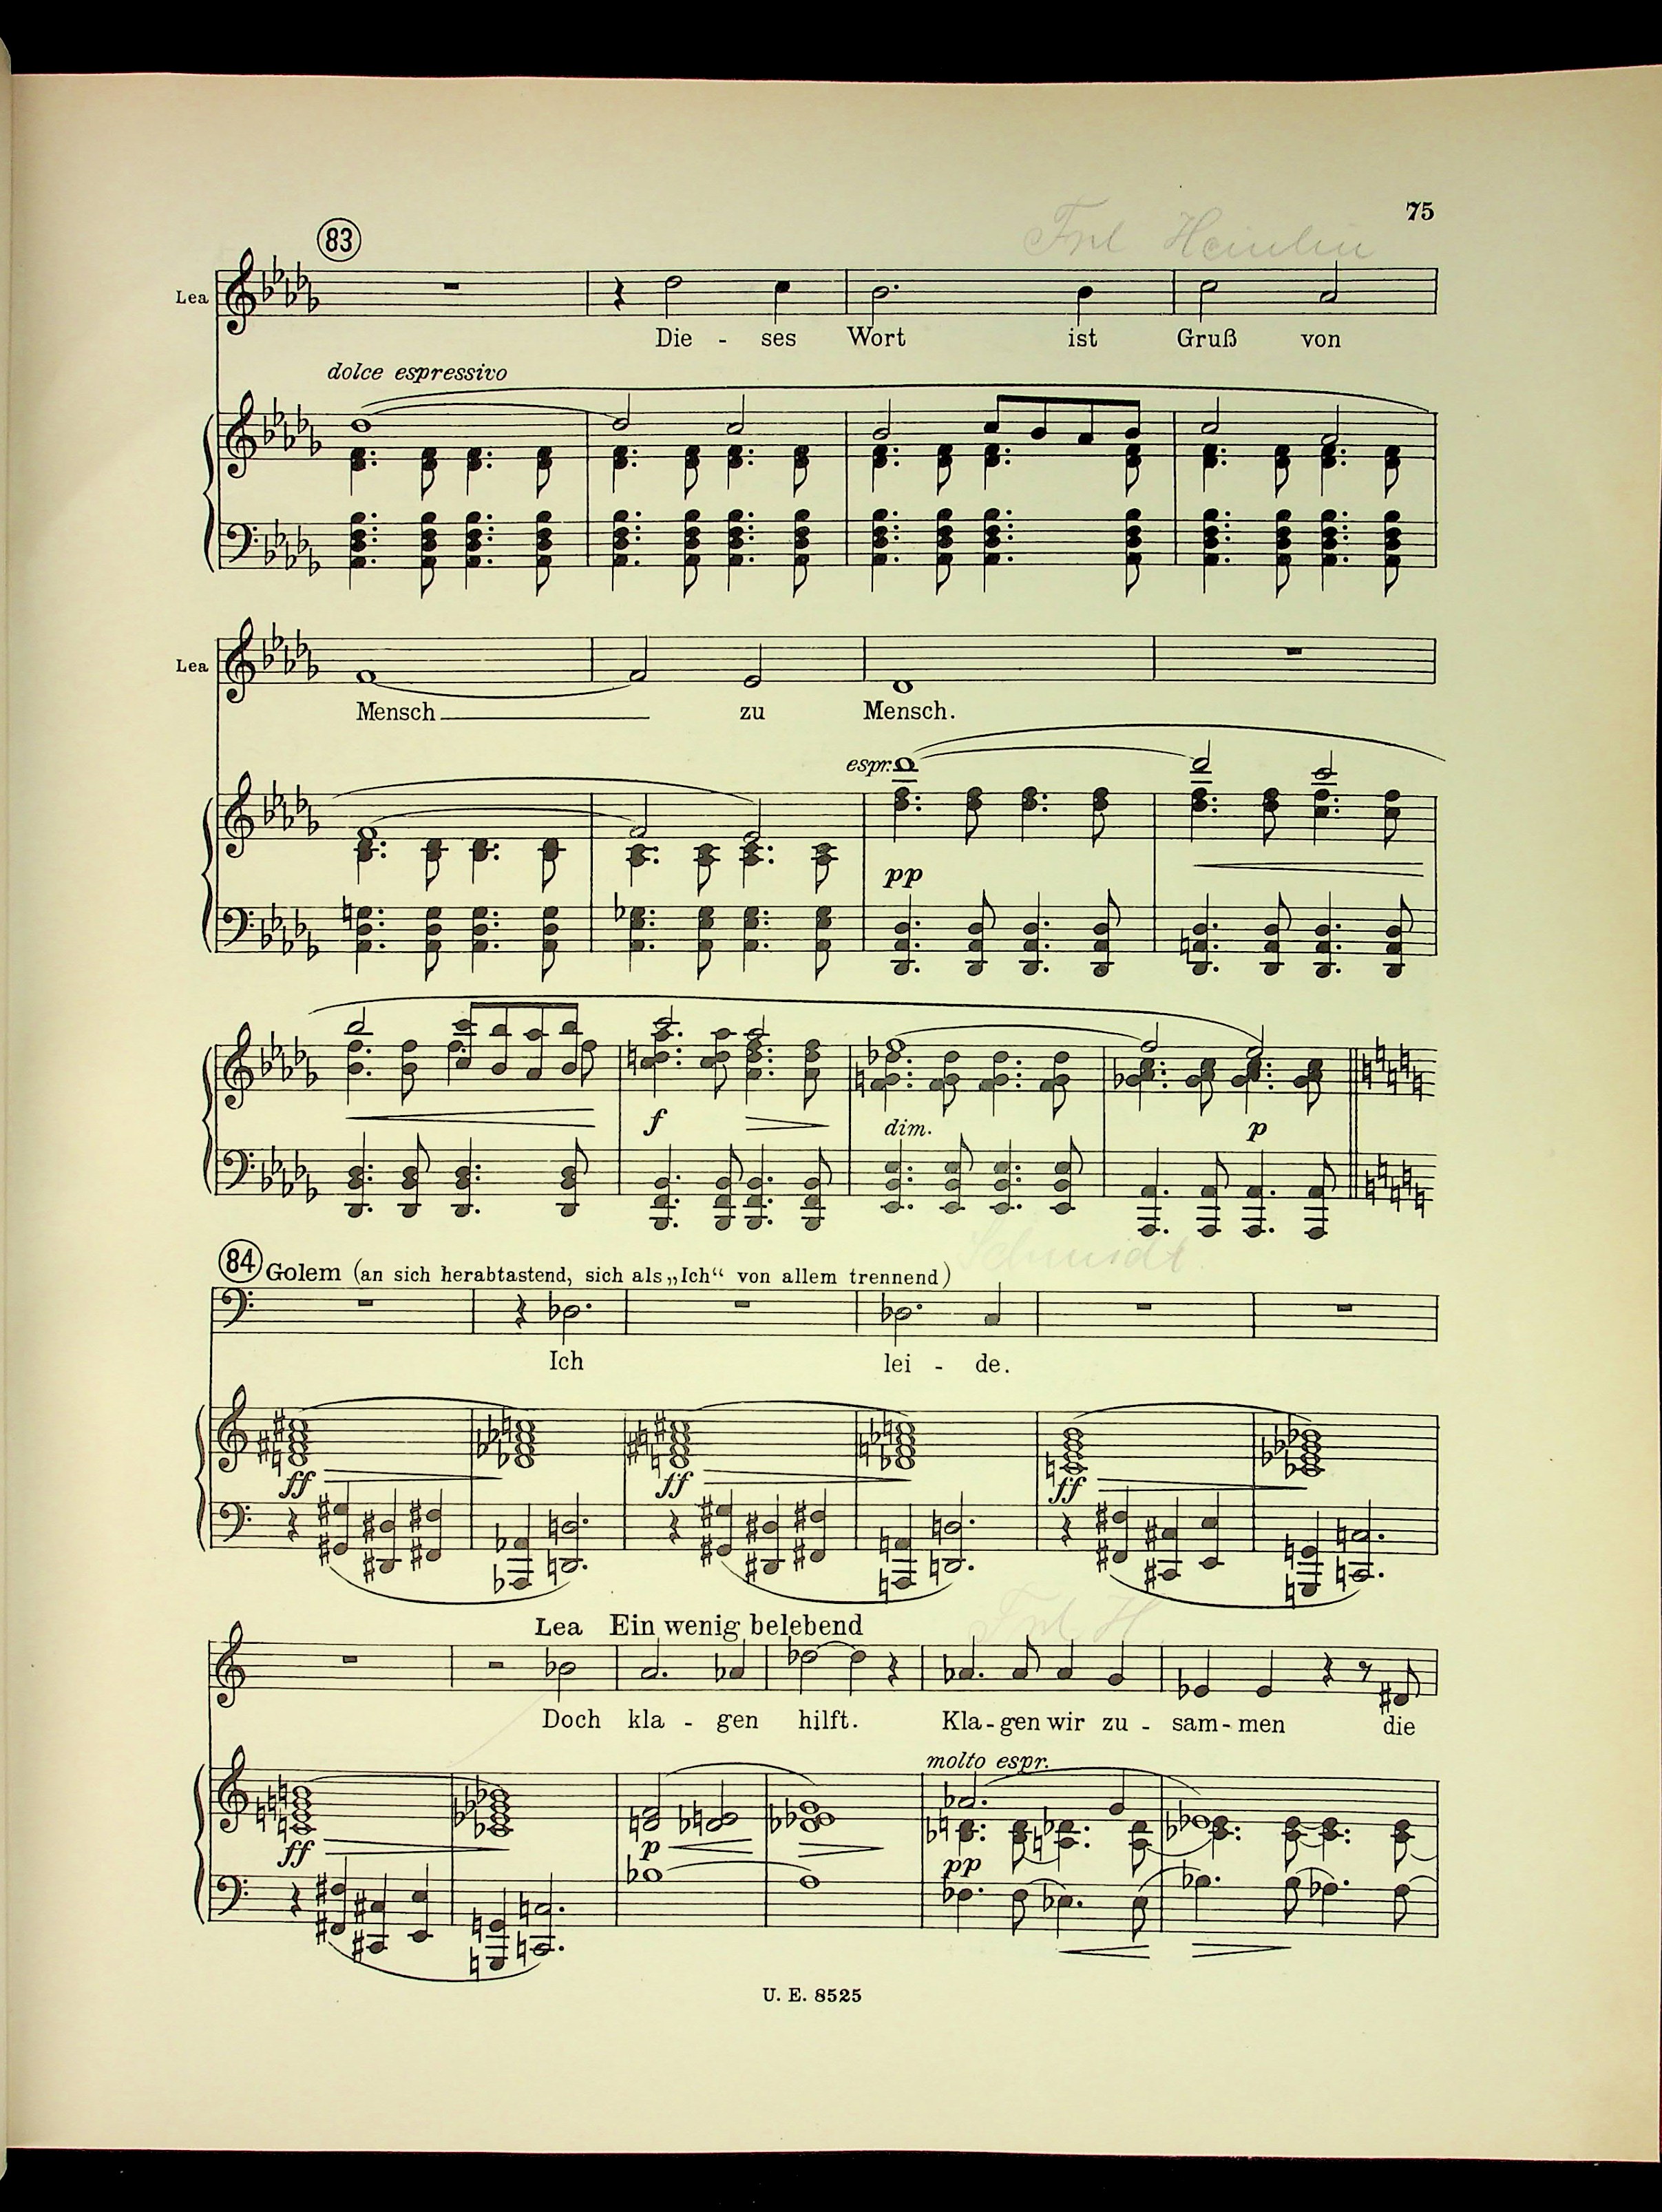 75
Frl Heinlein
83
Lea
Die - ses Wort ist Gruß von
dolce espressivo
Lea
Mensch zu Mensch.
espr.
pp
f
dim.
p
Schmidt
84 Golem (an sich herabtastend, sich als „Ich“ von allem trennend)
Ich lei - de.
ff ff ff
Frl. H
Lea Ein wenig belebend
Doch kla - gen hilft. Kla - gen wir zu - sam - men die
molto espr.
ff p pp
U. E. 8525